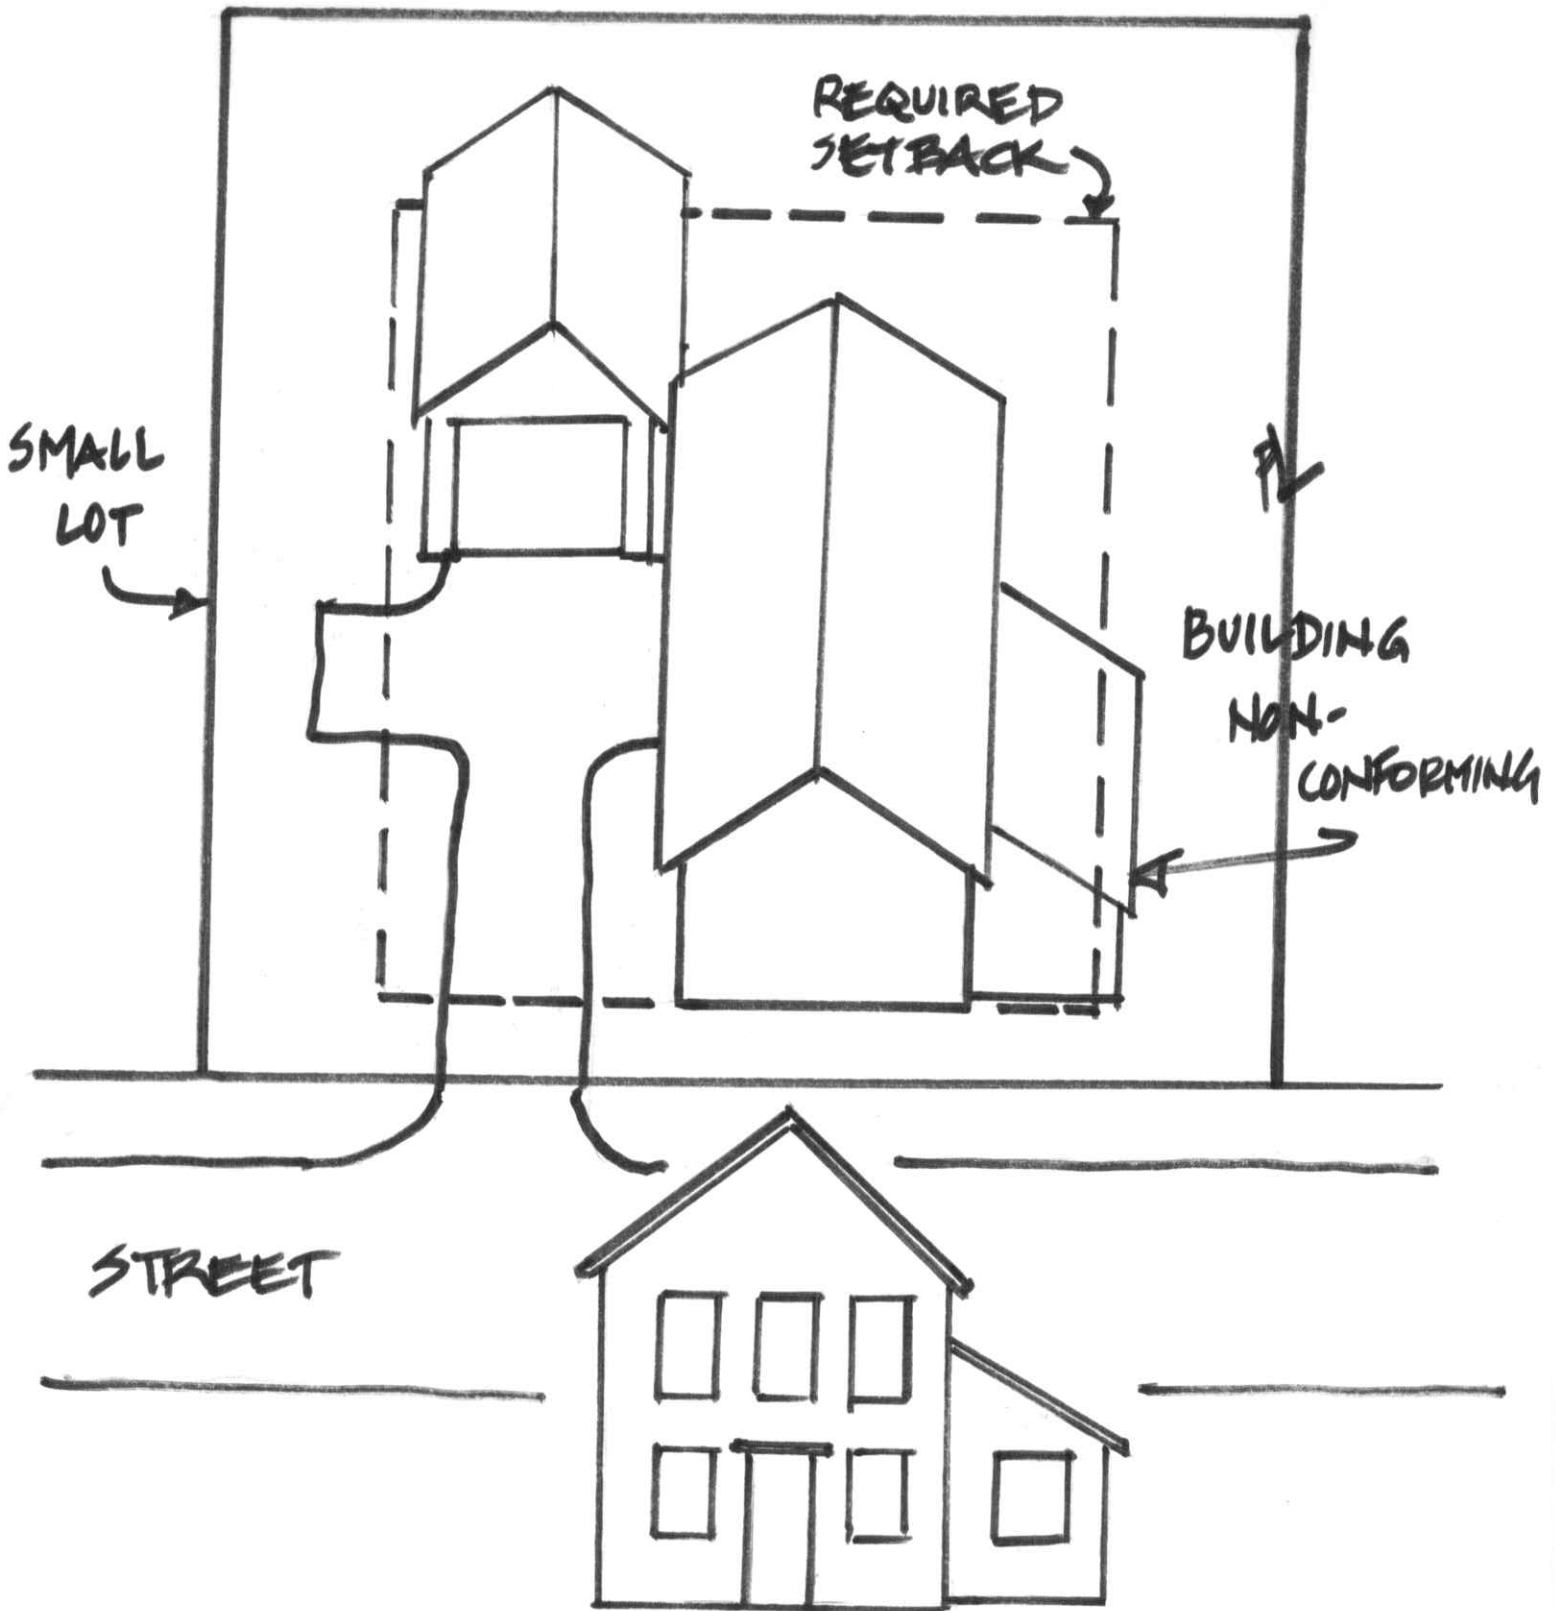 REQUIRED
SETBACK
SMALL
LOT
PL
BUILDING
NON-
CONFORMING
STREET